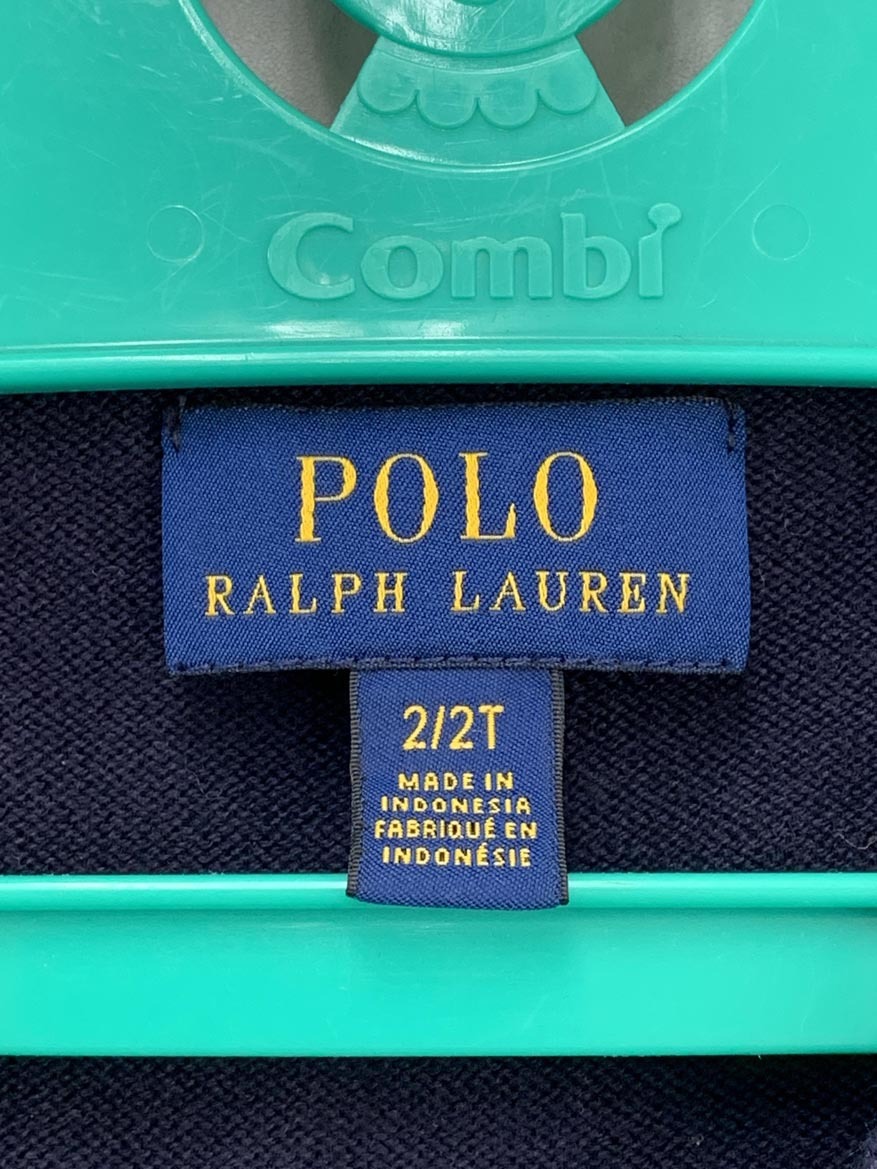 Combi
POLO
RALPH LAUREN
2/2T
MADE IN
INDONESIA
FABRIQUÉ EN
INDONÉSIE